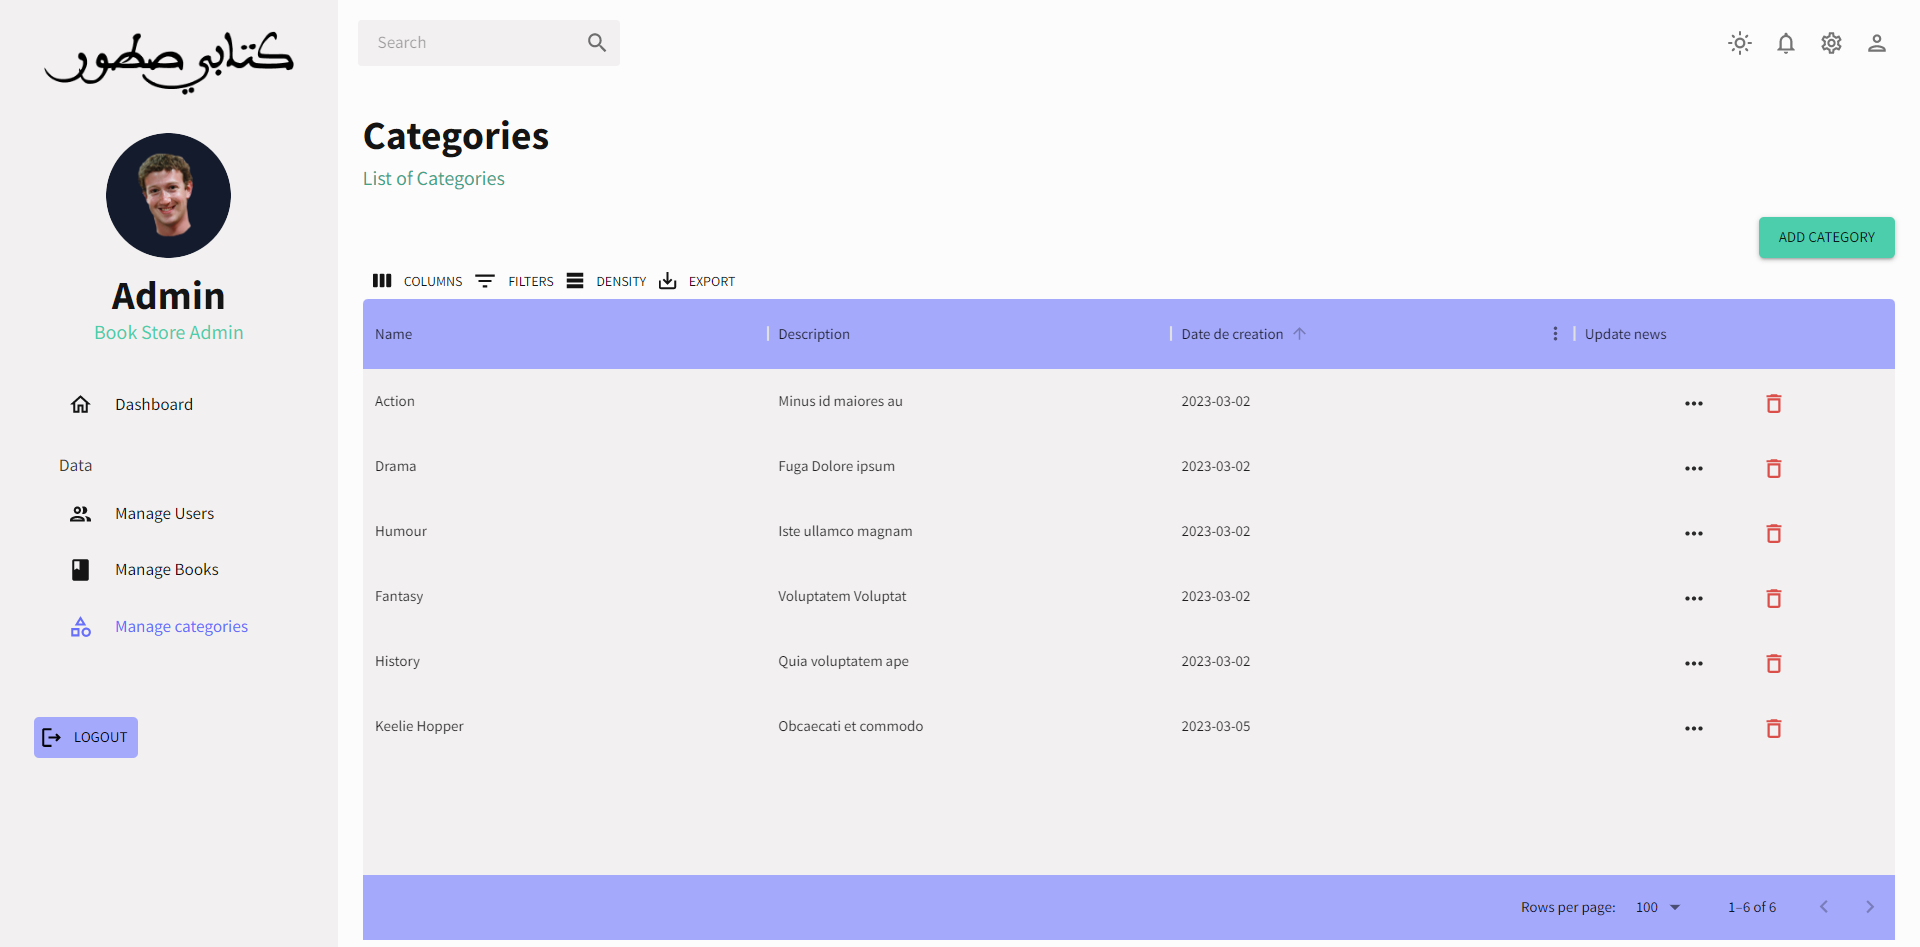 كتابي صطور
Search
Admin
Book Store Admin
Dashboard
Data
Manage Users
Manage Books
Manage categories
LOGOUT
Categories
List of Categories
ADD CATEGORY
COLUMNS FILTERS DENSITY EXPORT
Name Description Date de creation Update news
Action Minus id maiores au 2023-03-02
Drama Fuga Dolore ipsum 2023-03-02
Humour Iste ullamco magnam 2023-03-02
Fantasy Voluptatem Voluptat 2023-03-02
History Quia voluptatem ape 2023-03-02
Keelie Hopper Obcaecati et commodo 2023-03-05
Rows per page: 100 1–6 of 6